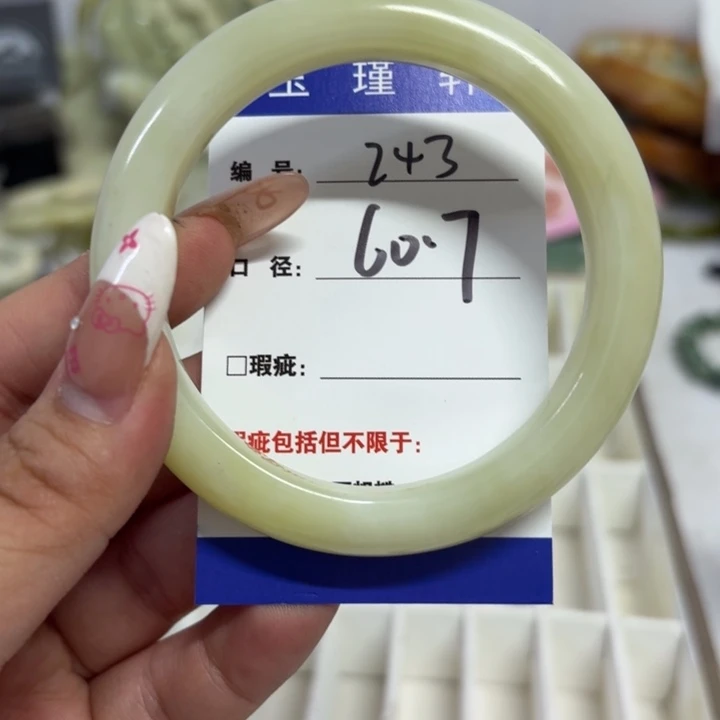 玉 瑾 轩
编 号: 243
口 径: 60.7
□瑕疵:
瑕疵包括但不限于: